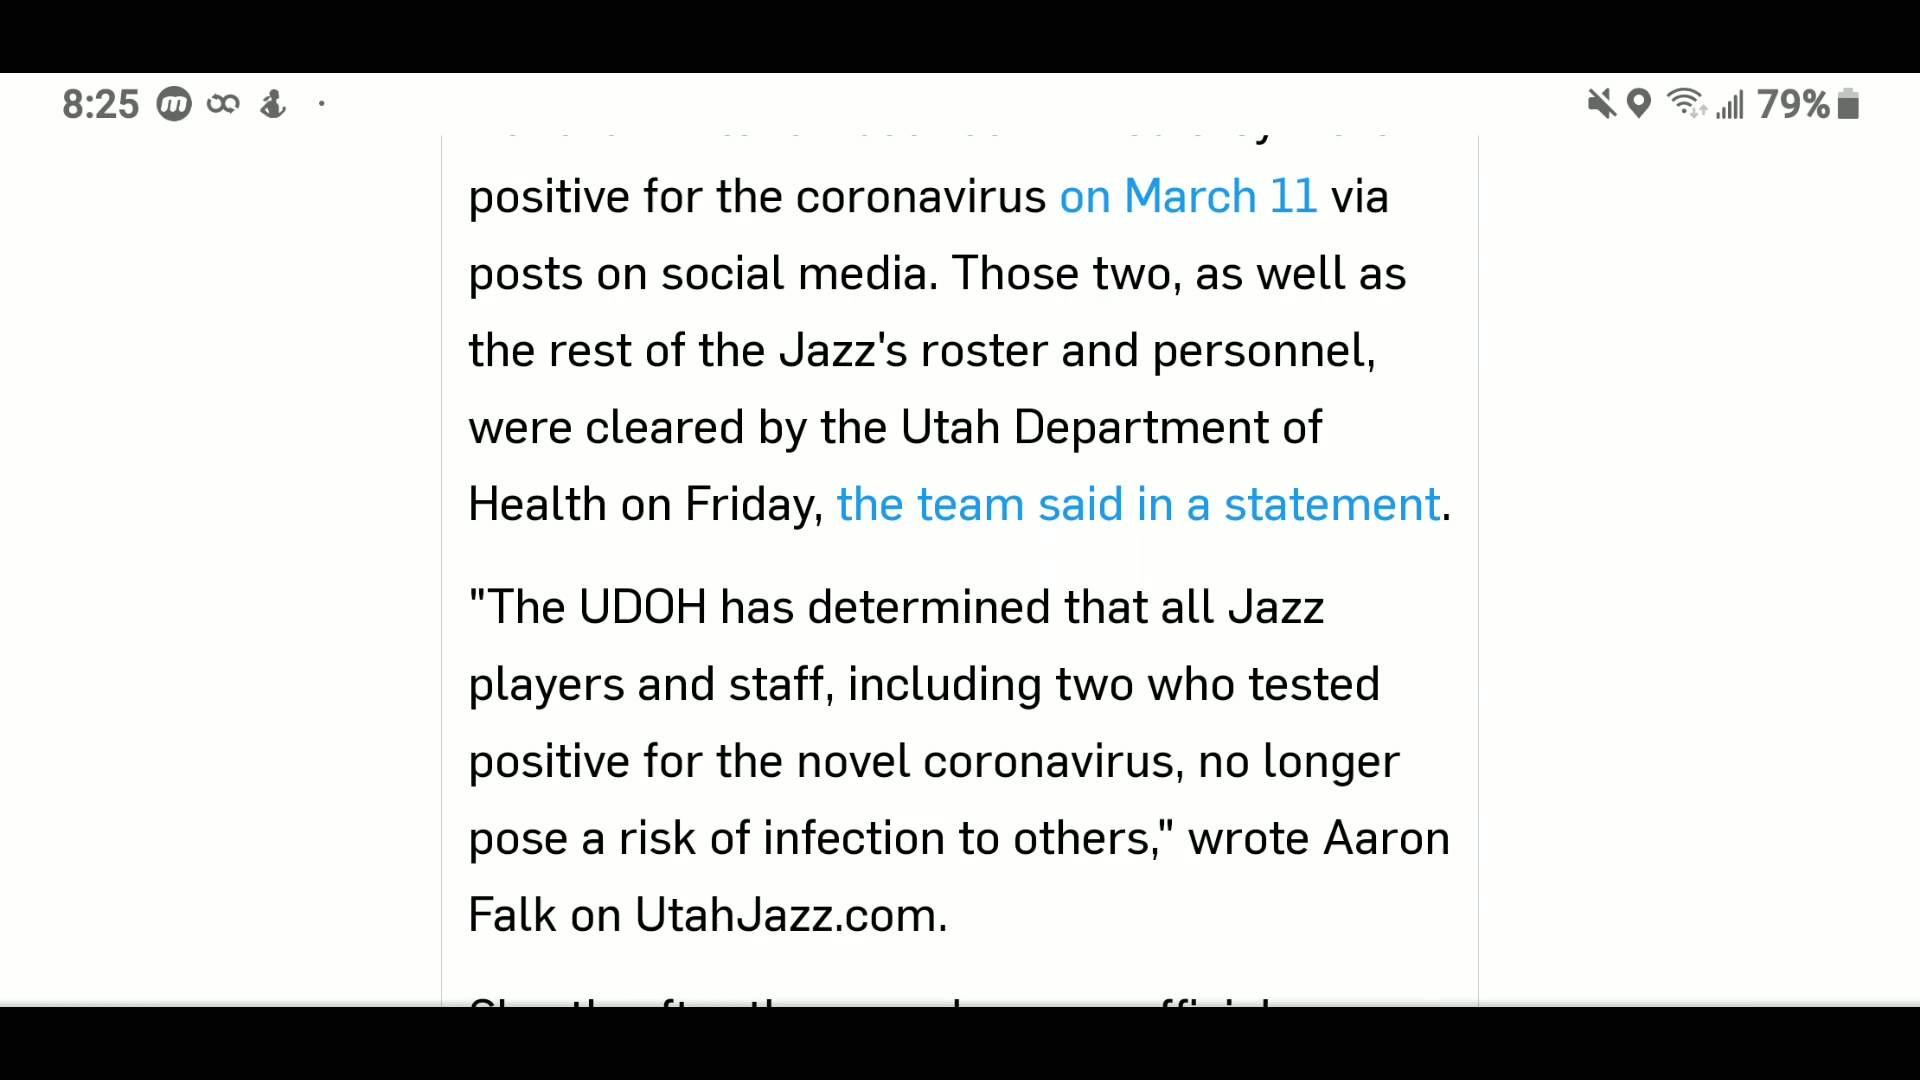 8:25
79%
positive for the coronavirus on March 11 via
posts on social media. Those two, as well as
the rest of the Jazz's roster and personnel,
were cleared by the Utah Department of
Health on Friday, the team said in a statement.
"The UDOH has determined that all Jazz
players and staff, including two who tested
positive for the novel coronavirus, no longer
pose a risk of infection to others," wrote Aaron
Falk on UtahJazz.com.